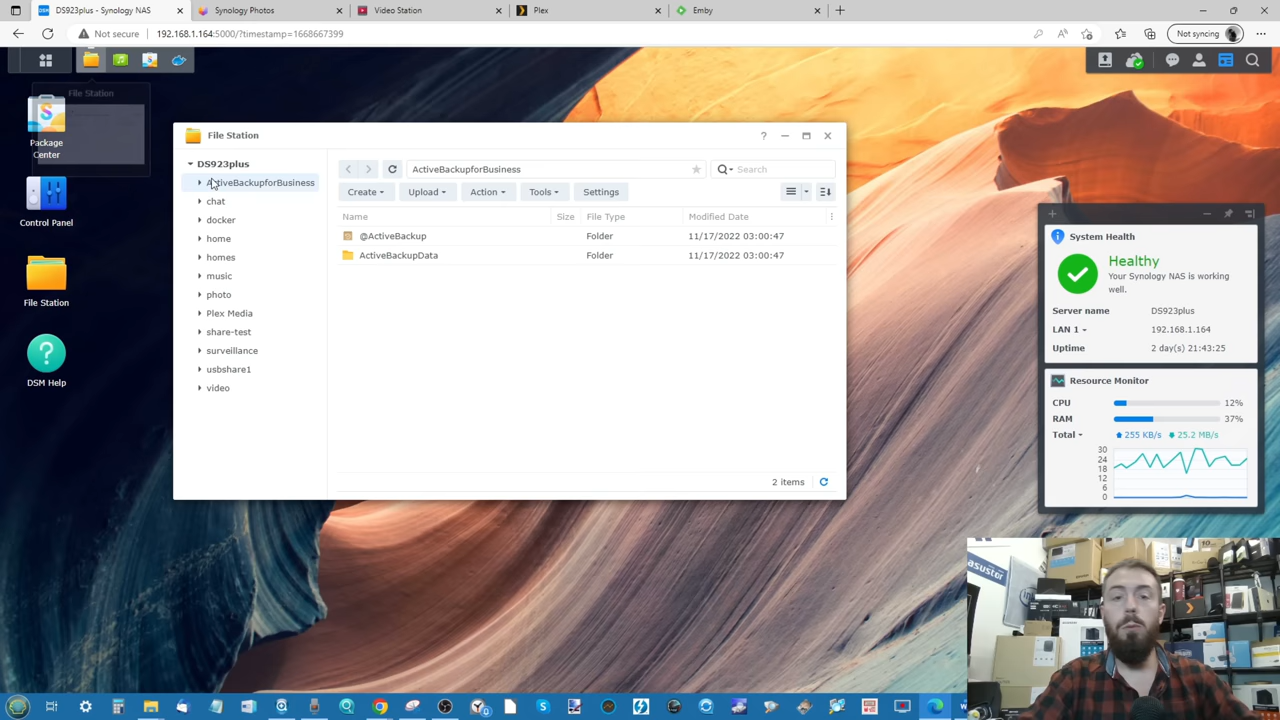 DS923plus - Synology NAS
Synology Photos
Video Station
Plex
Emby
Not secure
192.168.1.164:5000/?timestamp=1668667399
Not syncing
File Station
Package
Center
Control Panel
File Station
DSM Help
File Station
DS923plus
ActiveBackupforBusiness
chat
docker
home
homes
music
photo
Plex Media
share-test
surveillance
usbshare1
video
ActiveBackupforBusiness
Search
Create
Upload
Action
Tools
Settings
Name
Size
File Type
Modified Date
@ActiveBackup
Folder
11/17/2022 03:00:47
ActiveBackupData
Folder
11/17/2022 03:00:47
2 items
System Health
Healthy
Your Synology NAS is working
well.
Server name
DS923plus
LAN 1
192.168.1.164
Uptime
2 day(s) 21:43:25
Resource Monitor
CPU
12%
RAM
37%
Total
255 KB/s
25.2 MB/s
30
24
18
12
6
0
asustor